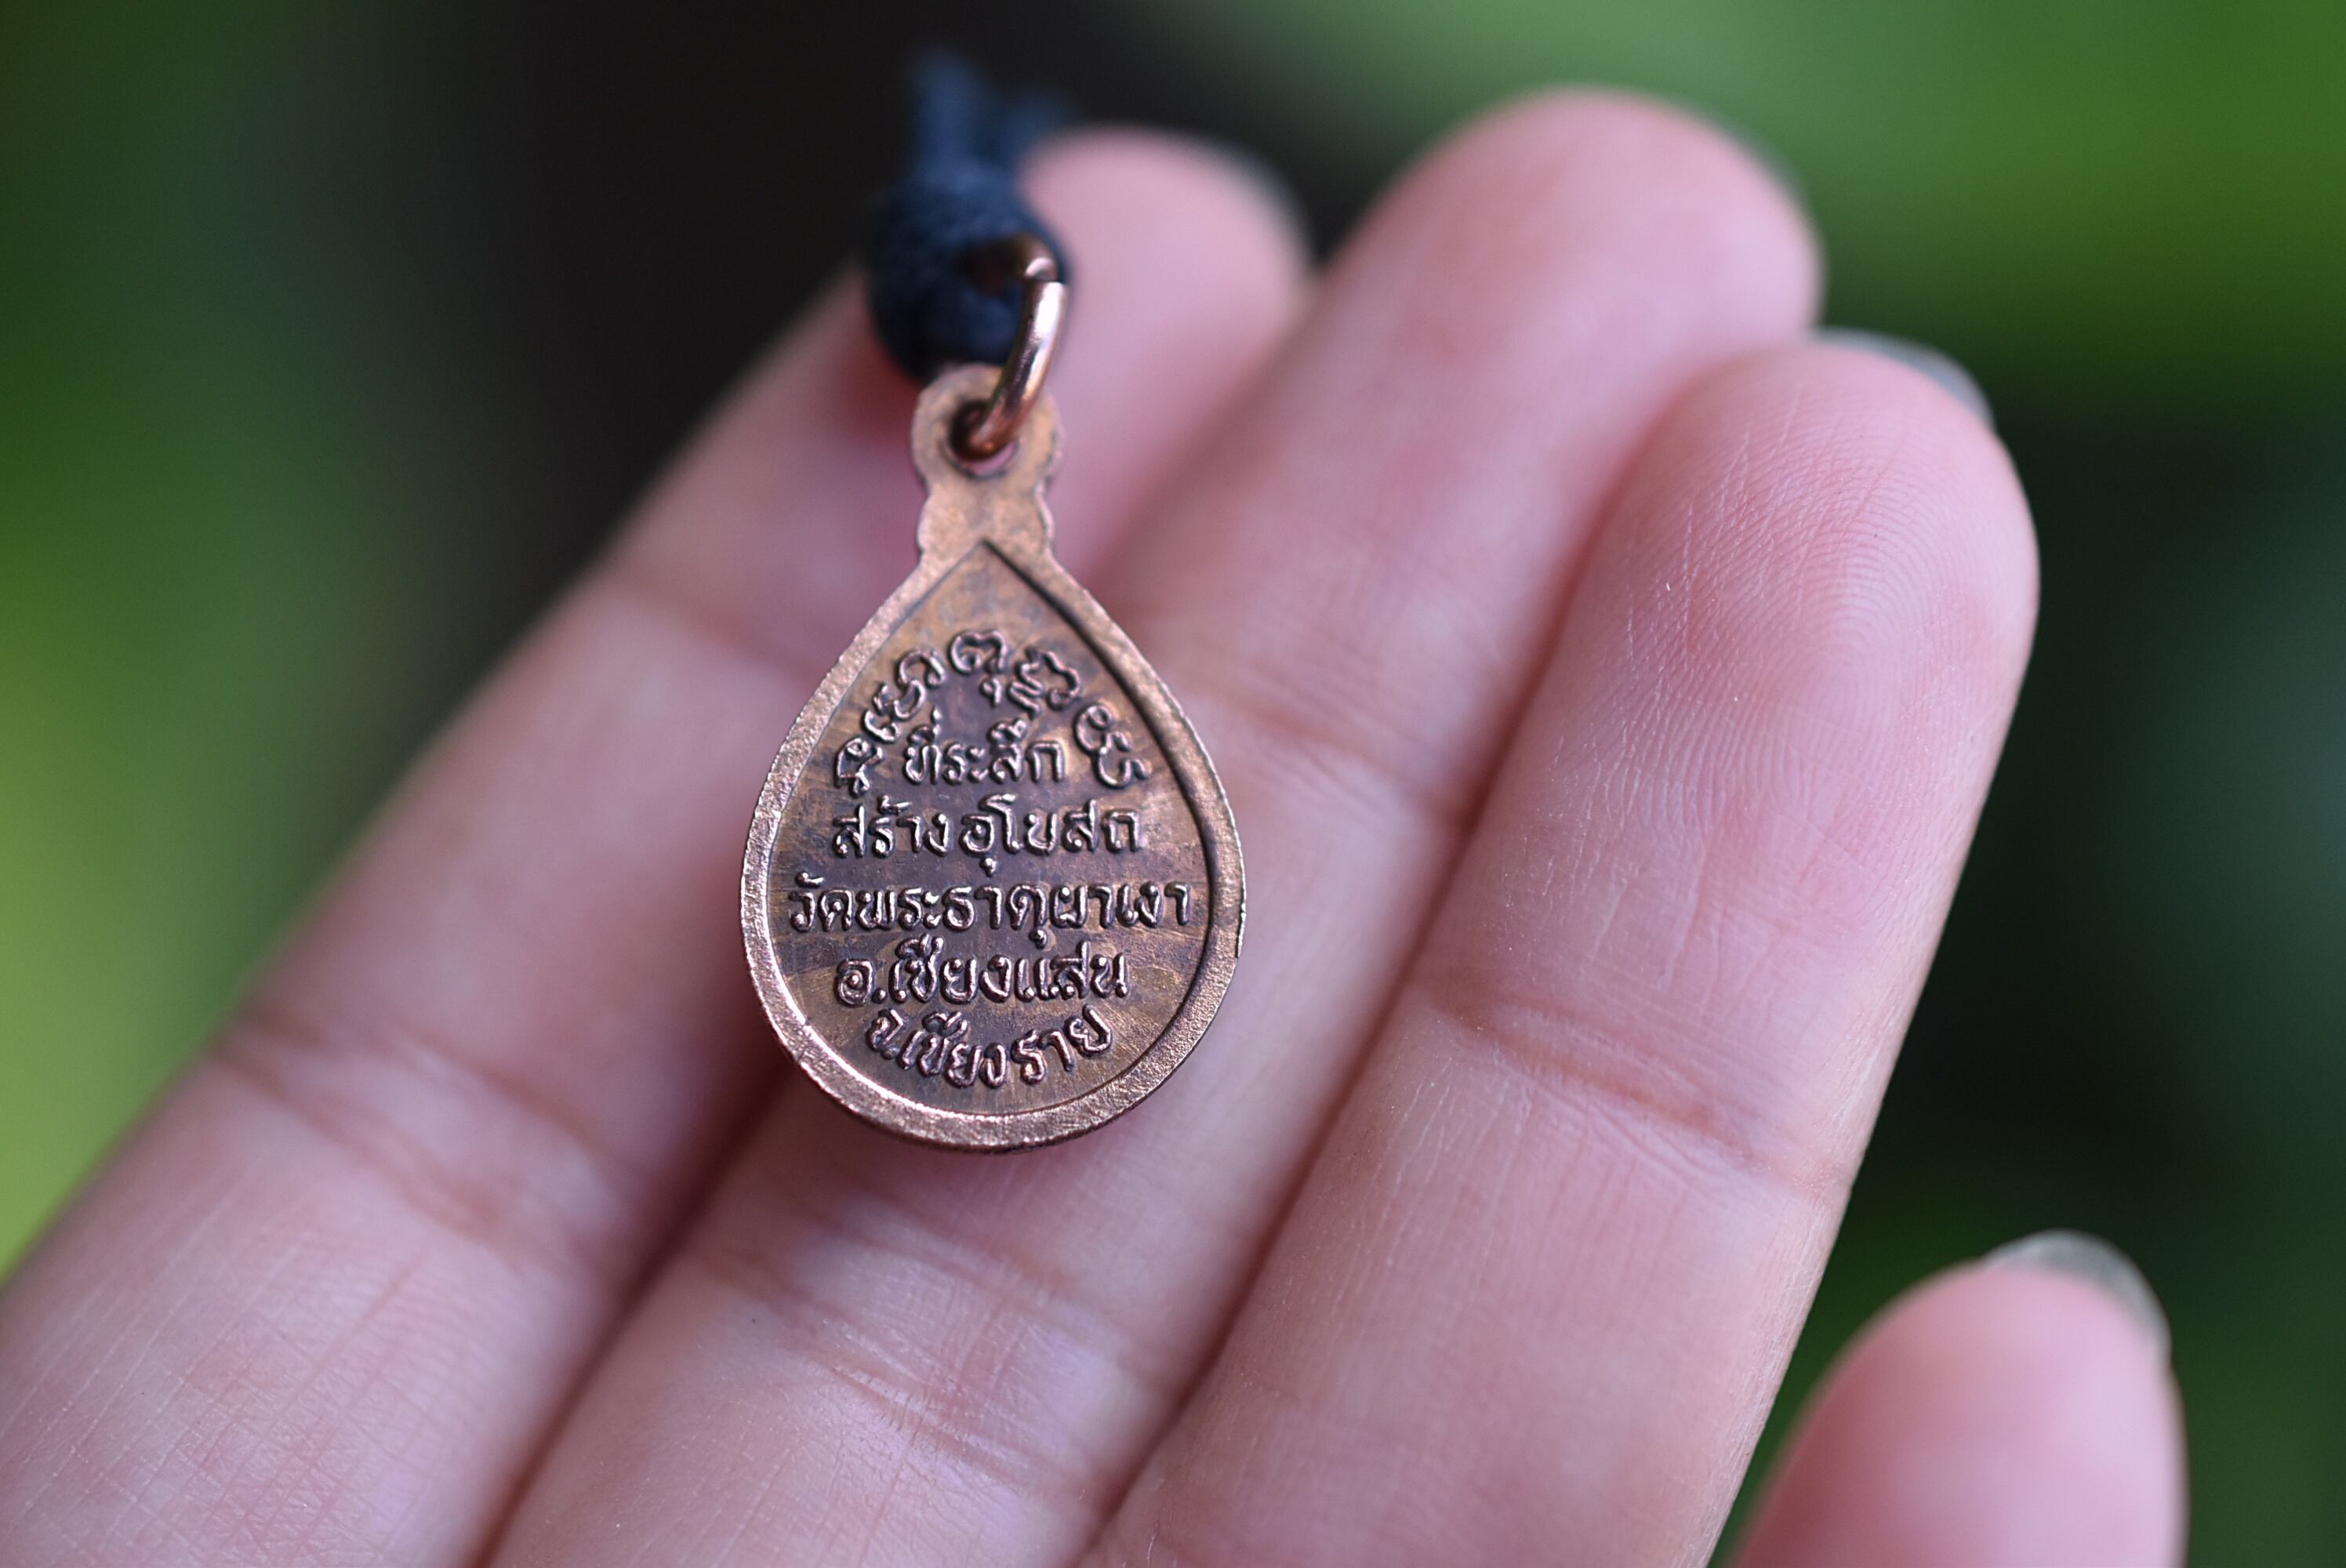 ที่ระลึก
สร้างอุโบสถ
วัดพระธาตุผาเงา
อ.เชียงแสน
จ.เชียงราย